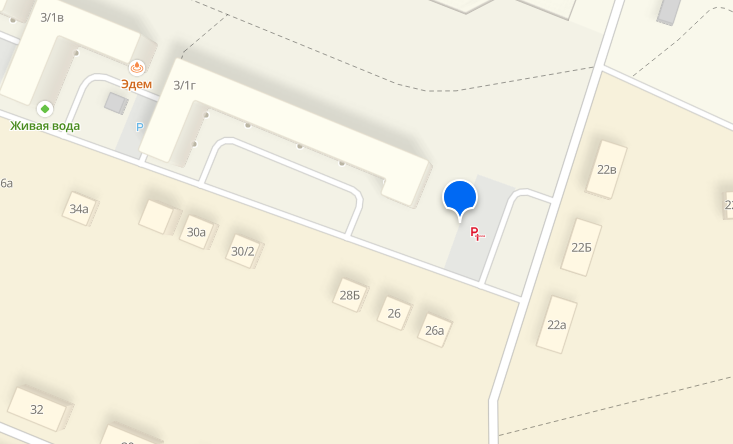 3/1в
Эдем
3/1г
Живая вода
P
22в
6а
34а
30а
22Б
P
30/2
28Б
26
26а
22а
32